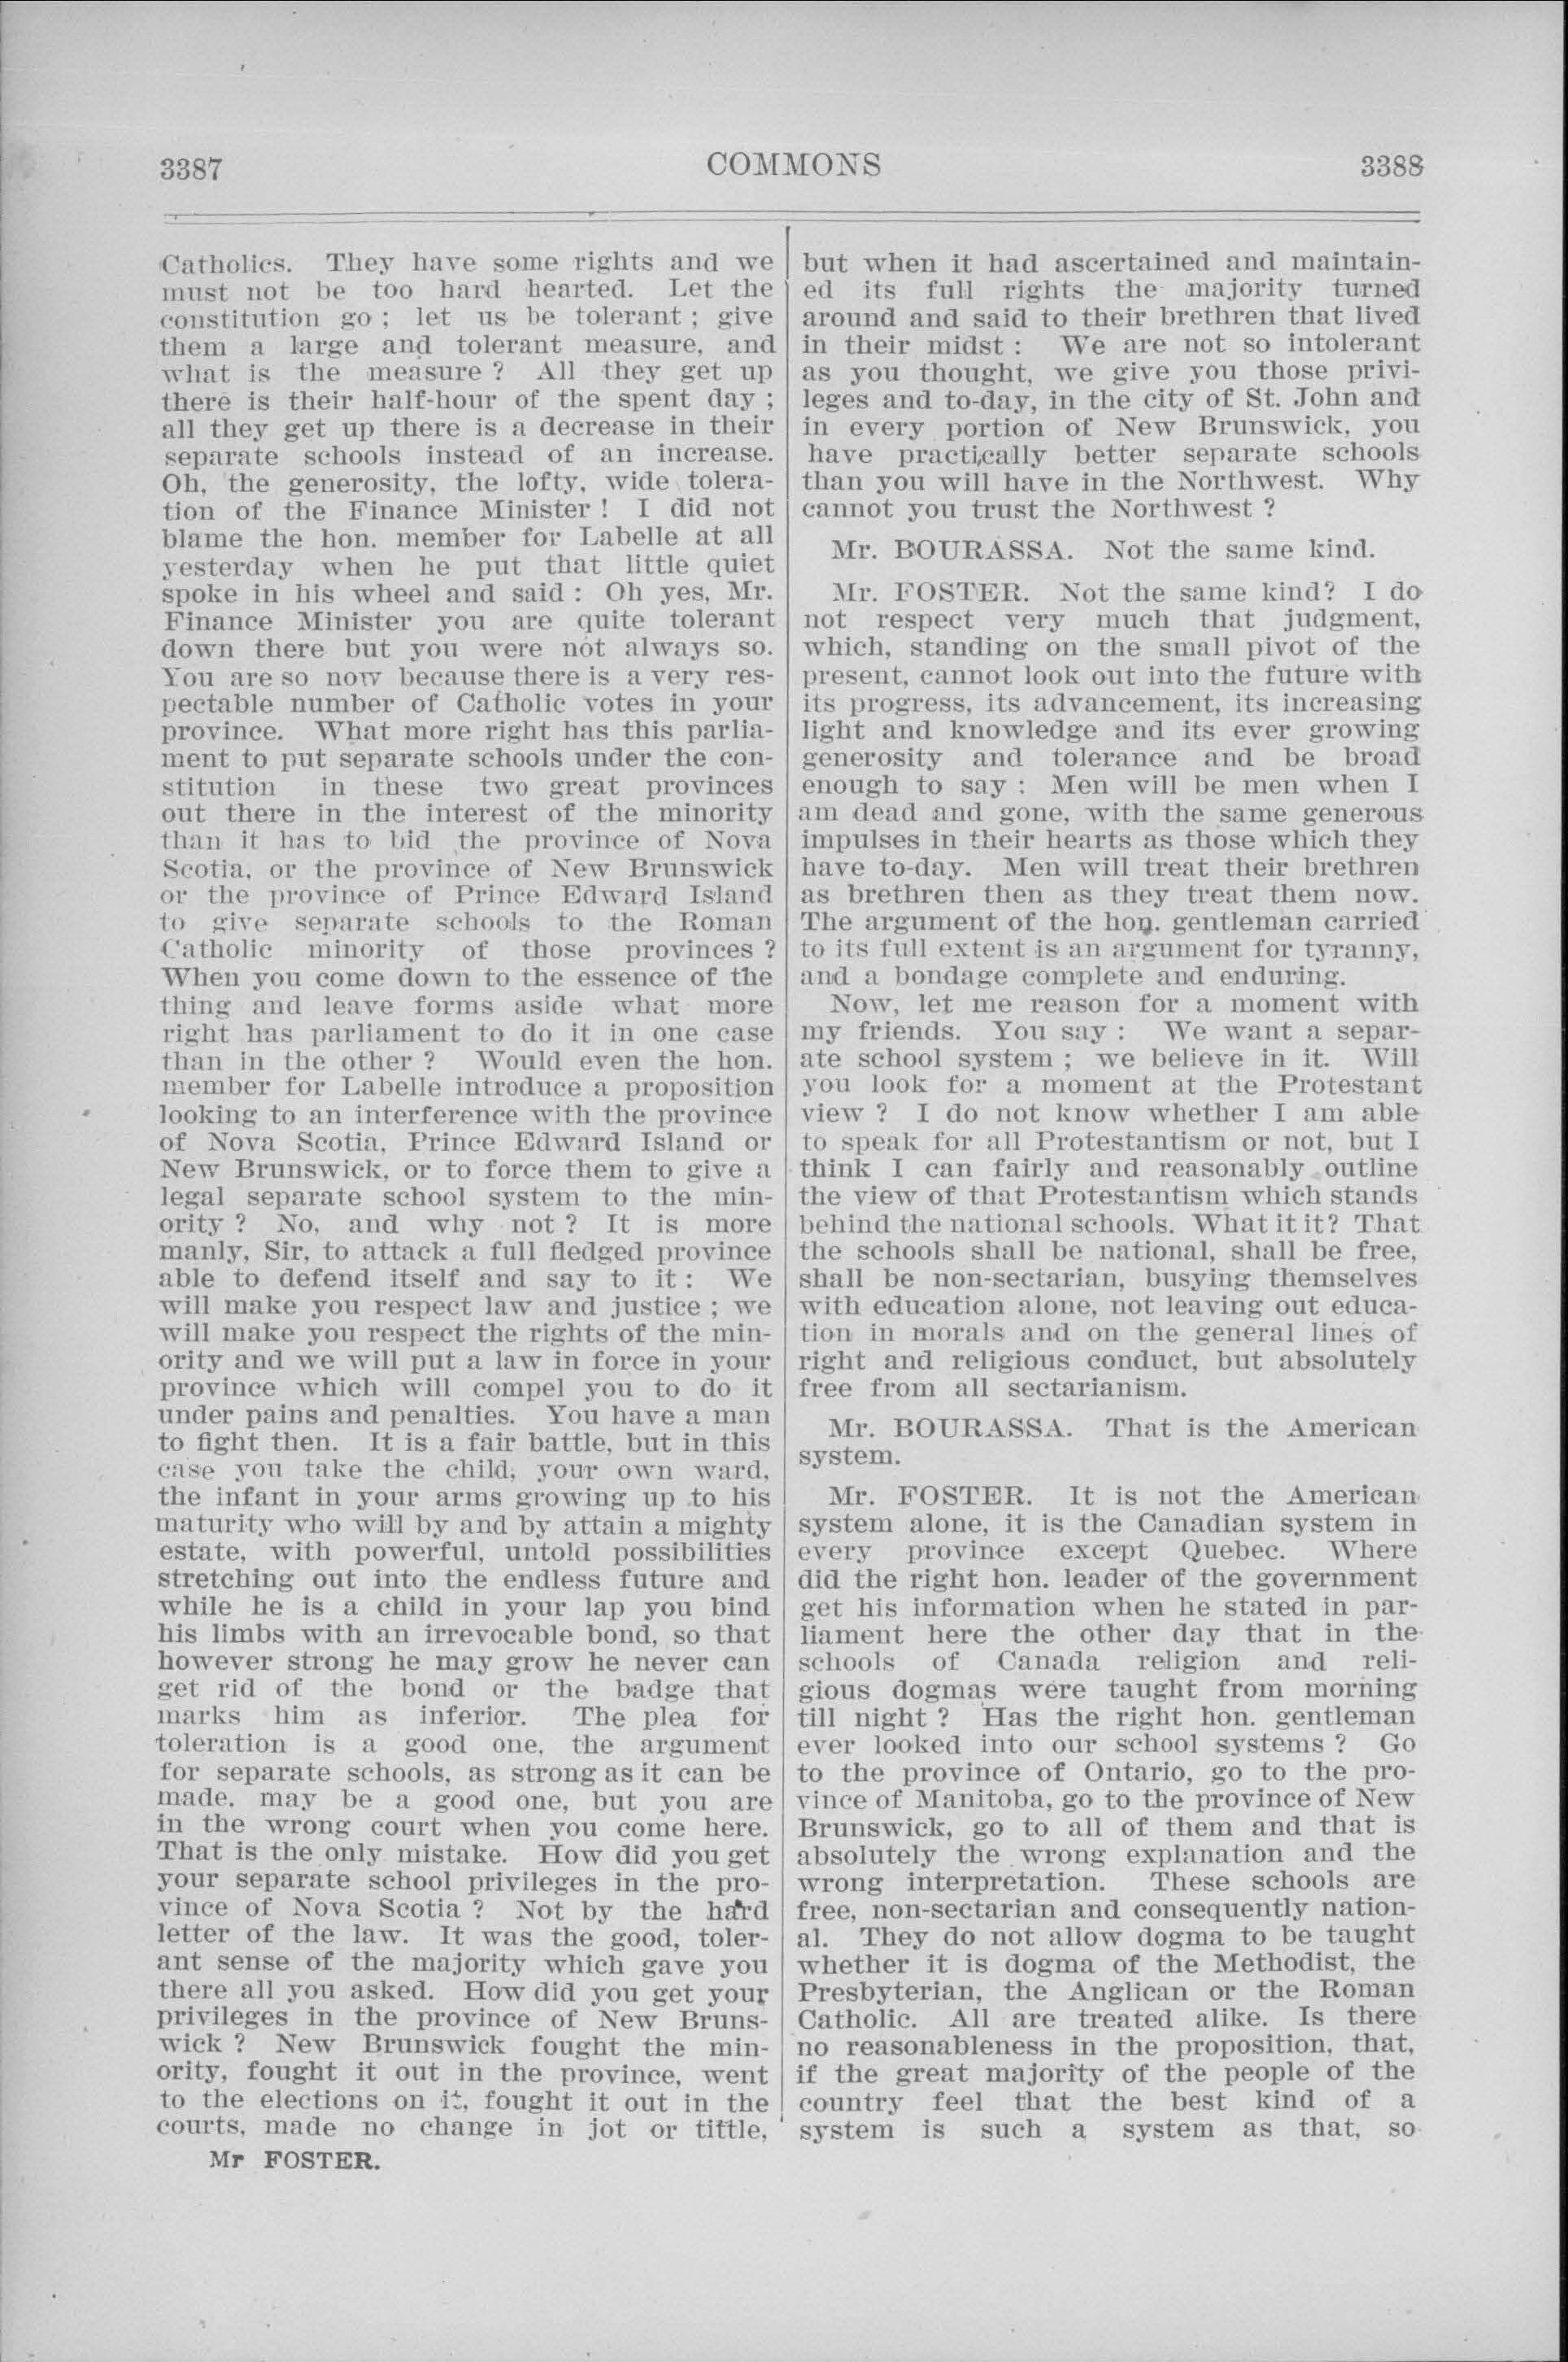 3387
COMMONS
3388
Catholics. They have some rights and we
must not be too hard hearted. Let the
constitution go ; let us be tolerant ; give
them a large and tolerant measure, and
what is the measure ? All they get up
there is their half-hour of the spent day ;
all they get up there is a decrease in their
separate schools instead of an increase.
Oh, the generosity, the lofty, wide tolera-
tion of the Finance Minister ! I did not
blame the hon. member for Labelle at all
yesterday when he put that little quiet
spoke in his wheel and said : Oh yes, Mr.
Finance Minister you are quite tolerant
down there but you were not always so.
You are so now because there is a very res-
pectable number of Catholic votes in your
province. What more right has this parlia-
ment to put separate schools under the con-
stitution in these two great provinces
out there in the interest of the minority
than it has to bid the province of Nova
Scotia, or the province of New Brunswick
or the province of Prince Edward Island
to give separate schools to the Roman
Catholic minority of those provinces ?
When you come down to the essence of the
thing and leave forms aside what more
right has parliament to do it in one case
than in the other ? Would even the hon.
member for Labelle introduce a proposition
looking to an interference with the province
of Nova Scotia, Prince Edward Island or
New Brunswick, or to force them to give a
legal separate school system to the min-
ority ? No, and why not ? It is more
manly, Sir, to attack a full fledged province
able to defend itself and say to it : We
will make you respect law and justice ; we
will make you respect the rights of the min-
ority and we will put a law in force in your
province which will compel you to do it
under pains and penalties. You have a man
to fight then. It is a fair battle, but in this
case you take the child, your own ward,
the infant in your arms growing up to his
maturity who will by and by attain a mighty
estate, with powerful, untold possibilities
stretching out into the endless future and
while he is a child in your lap you bind
his limbs with an irrevocable bond, so that
however strong he may grow he never can
get rid of the bond or the badge that
marks him as inferior. The plea for
toleration is a good one, the argument
for separate schools, as strong as it can be
made, may be a good one, but you are
in the wrong court when you come here.
That is the only mistake. How did you get
your separate school privileges in the pro-
vince of Nova Scotia ? Not by the hard
letter of the law. It was the good, toler-
ant sense of the majority which gave you
there all you asked. How did you get your
privileges in the province of New Bruns-
wick ? New Brunswick fought the min-
ority, fought it out in the province, went
to the elections on it, fought it out in the
courts, made no change in jot or tittle,
Mr FOSTER.
but when it had ascertained and maintain-
ed its full rights the majority turned
around and said to their brethren that lived
in their midst : We are not so intolerant
as you thought, we give you those privi-
leges and to-day, in the city of St. John and
in every portion of New Brunswick, you
have practically better separate schools
than you will have in the Northwest. Why
cannot you trust the Northwest ?
Mr. BOURASSA. Not the same kind.
Mr. FOSTER. Not the same kind? I do
not respect very much that judgment,
which, standing on the small pivot of the
present, cannot look out into the future with
its progress, its advancement, its increasing
light and knowledge and its ever growing
generosity and tolerance and be broad
enough to say : Men will be men when I
am dead and gone, with the same generous
impulses in their hearts as those which they
have to-day. Men will treat their brethren
as brethren then as they treat them now.
The argument of the hon. gentleman carried
to its full extent is an argument for tyranny,
and a bondage complete and enduring.
Now, let me reason for a moment with
my friends. You say : We want a separ-
ate school system ; we believe in it. Will
you look for a moment at the Protestant
view ? I do not know whether I am able
to speak for all Protestantism or not, but I
think I can fairly and reasonably outline
the view of that Protestantism which stands
behind the national schools. What it it? That
the schools shall be national, shall be free,
shall be non-sectarian, busying themselves
with education alone, not leaving out educa-
tion in morals and on the general lines of
right and religious conduct, but absolutely
free from all sectarianism.
Mr. BOURASSA. That is the American
system.
Mr. FOSTER. It is not the American
system alone, it is the Canadian system in
every province except Quebec. Where
did the right hon. leader of the government
get his information when he stated in par-
liament here the other day that in the
schools of Canada religion and reli-
gious dogmas were taught from morning
till night ? Has the right hon. gentleman
ever looked into our school systems ? Go
to the province of Ontario, go to the pro-
vince of Manitoba, go to the province of New
Brunswick, go to all of them and that is
absolutely the wrong explanation and the
wrong interpretation. These schools are
free, non-sectarian and consequently nation-
al. They do not allow dogma to be taught
whether it is dogma of the Methodist, the
Presbyterian, the Anglican or the Roman
Catholic. All are treated alike. Is there
no reasonableness in the proposition, that,
if the great majority of the people of the
country feel that the best kind of a
system is such a system as that, so